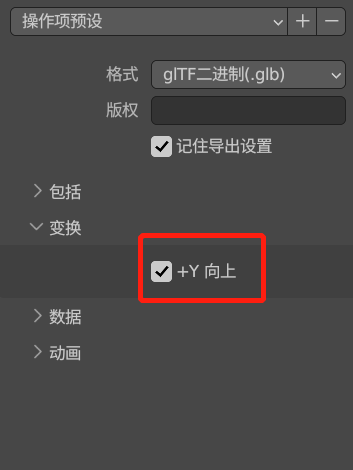 操作项预设
格式 glTF二进制(.glb)
版权
记住导出设置
包括
变换
+Y 向上
数据
动画